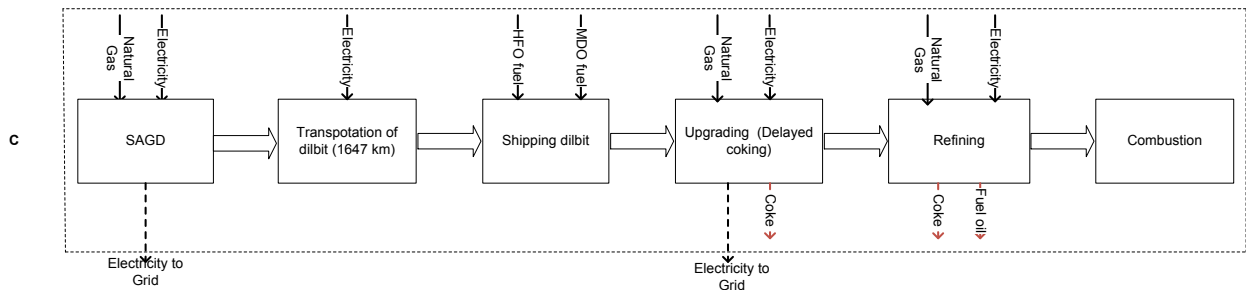 Natural
Gas
Electricity
Electricity
HFO fuel
MDO fuel
Natural
Gas
Electricity
Natural
Gas
Electricity
C
SAGD
Transpotation of
dilbit (1647 km)
Shipping dilbit
Upgrading (Delayed
coking)
Refining
Combustion
Coke
Coke
Fuel oil
Electricity to
Grid
Electricity to
Grid